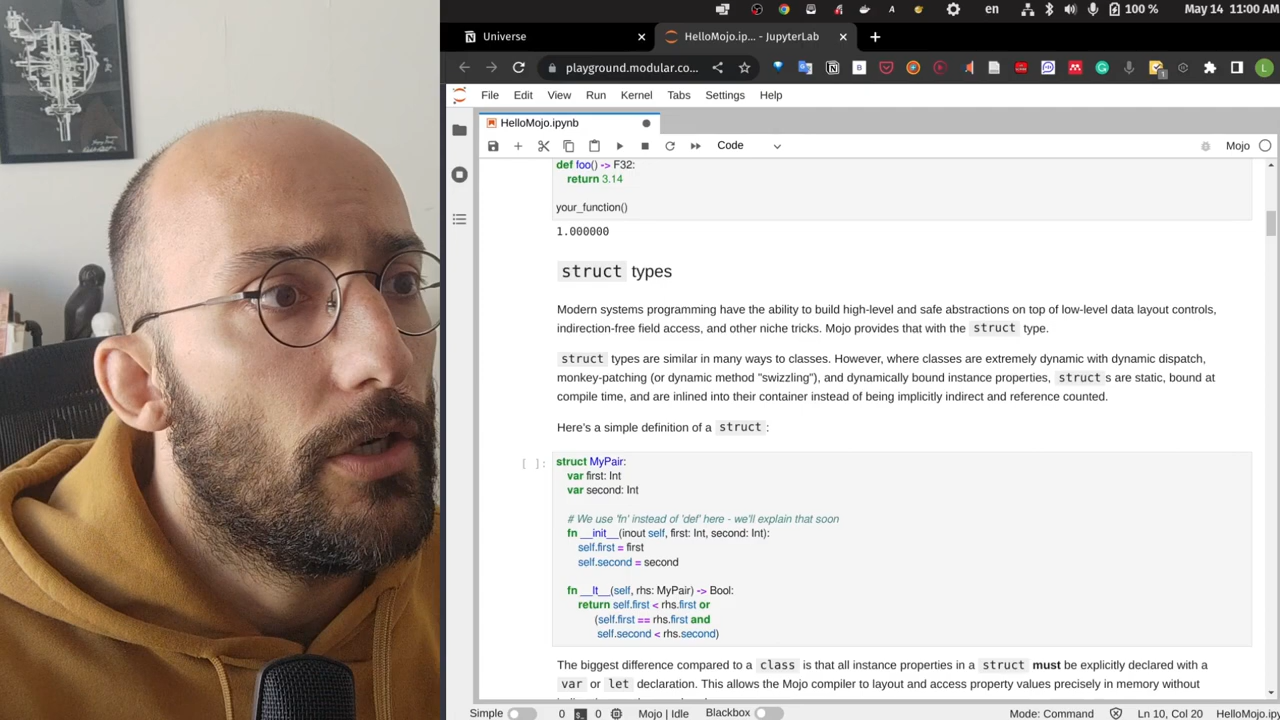 en
100 %
May 14 11:00 AM
Universe
HelloMojo.ip... - JupyterLab
playground.modular.co...
File Edit View Run Kernel Tabs Settings Help
HelloMojo.ipynb
Code
Mojo
def foo() -> F32:
return 3.14
your_function()
1.000000
struct types
Modern systems programming have the ability to build high-level and safe abstractions on top of low-level data layout controls,
indirection-free field access, and other niche tricks. Mojo provides that with the struct type.
struct types are similar in many ways to classes. However, where classes are extremely dynamic with dynamic dispatch,
monkey-patching (or dynamic method "swizzling"), and dynamically bound instance properties, structs are static, bound at
compile time, and are inlined into their container instead of being implicitly indirect and reference counted.
Here's a simple definition of a struct:
[ ]:
struct MyPair:
var first: Int
var second: Int
# We use 'fn' instead of 'def' here - we'll explain that soon
fn __init__(inout self, first: Int, second: Int):
self.first = first
self.second = second
fn __lt__(self, rhs: MyPair) -> Bool:
return self.first < rhs.first or
(self.first == rhs.first and
self.second < rhs.second)
The biggest difference compared to a class is that all instance properties in a struct must be explicitly declared with a
var or let declaration. This allows the Mojo compiler to layout and access property values precisely in memory without
Simple
0
0
Mojo | Idle
Blackbox
Mode: Command
Ln 10, Col 20
HelloMojo.ipy